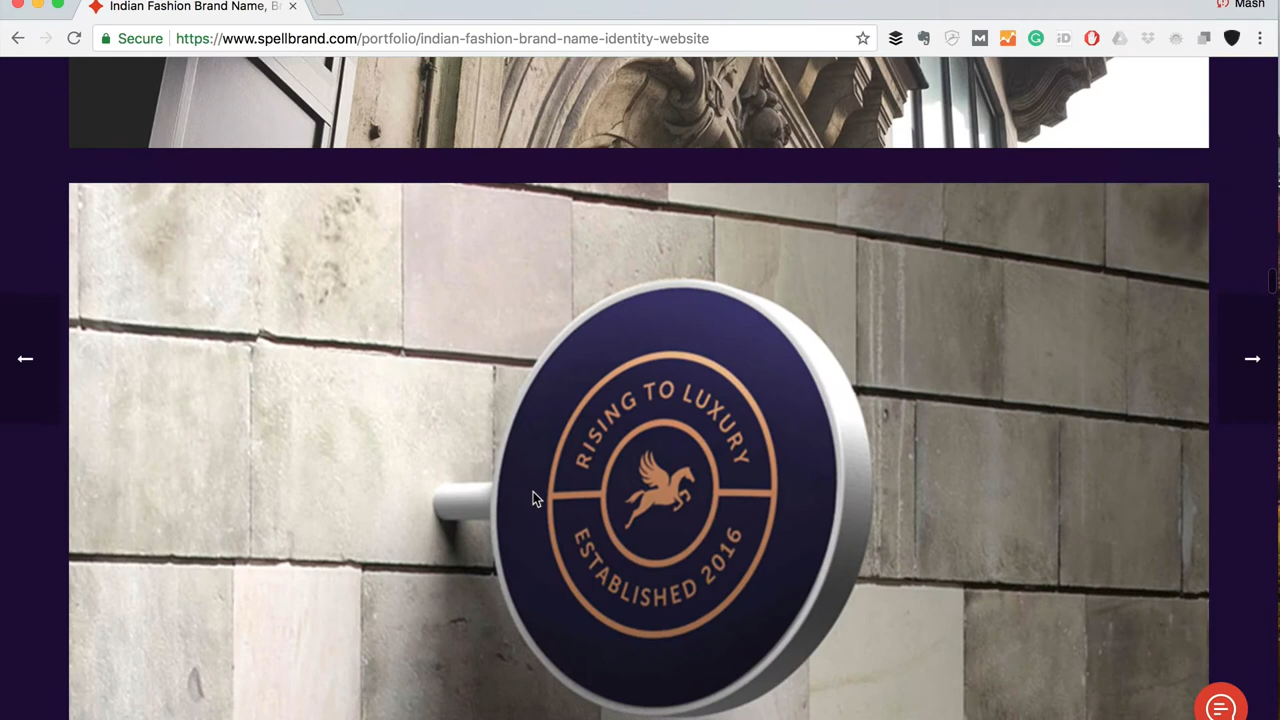 Indian Fashion Brand Name, B
Mash
Secure
https://www.spellbrand.com/portfolio/indian-fashion-brand-name-identity-website
RISING TO LUXURY
ESTABLISHED 2016